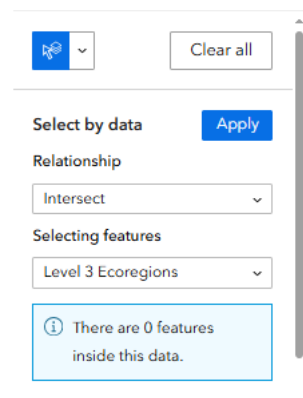 Clear all
Select by data
Apply
Relationship
Intersect
Selecting features
Level 3 Ecoregions
There are 0 features
inside this data.